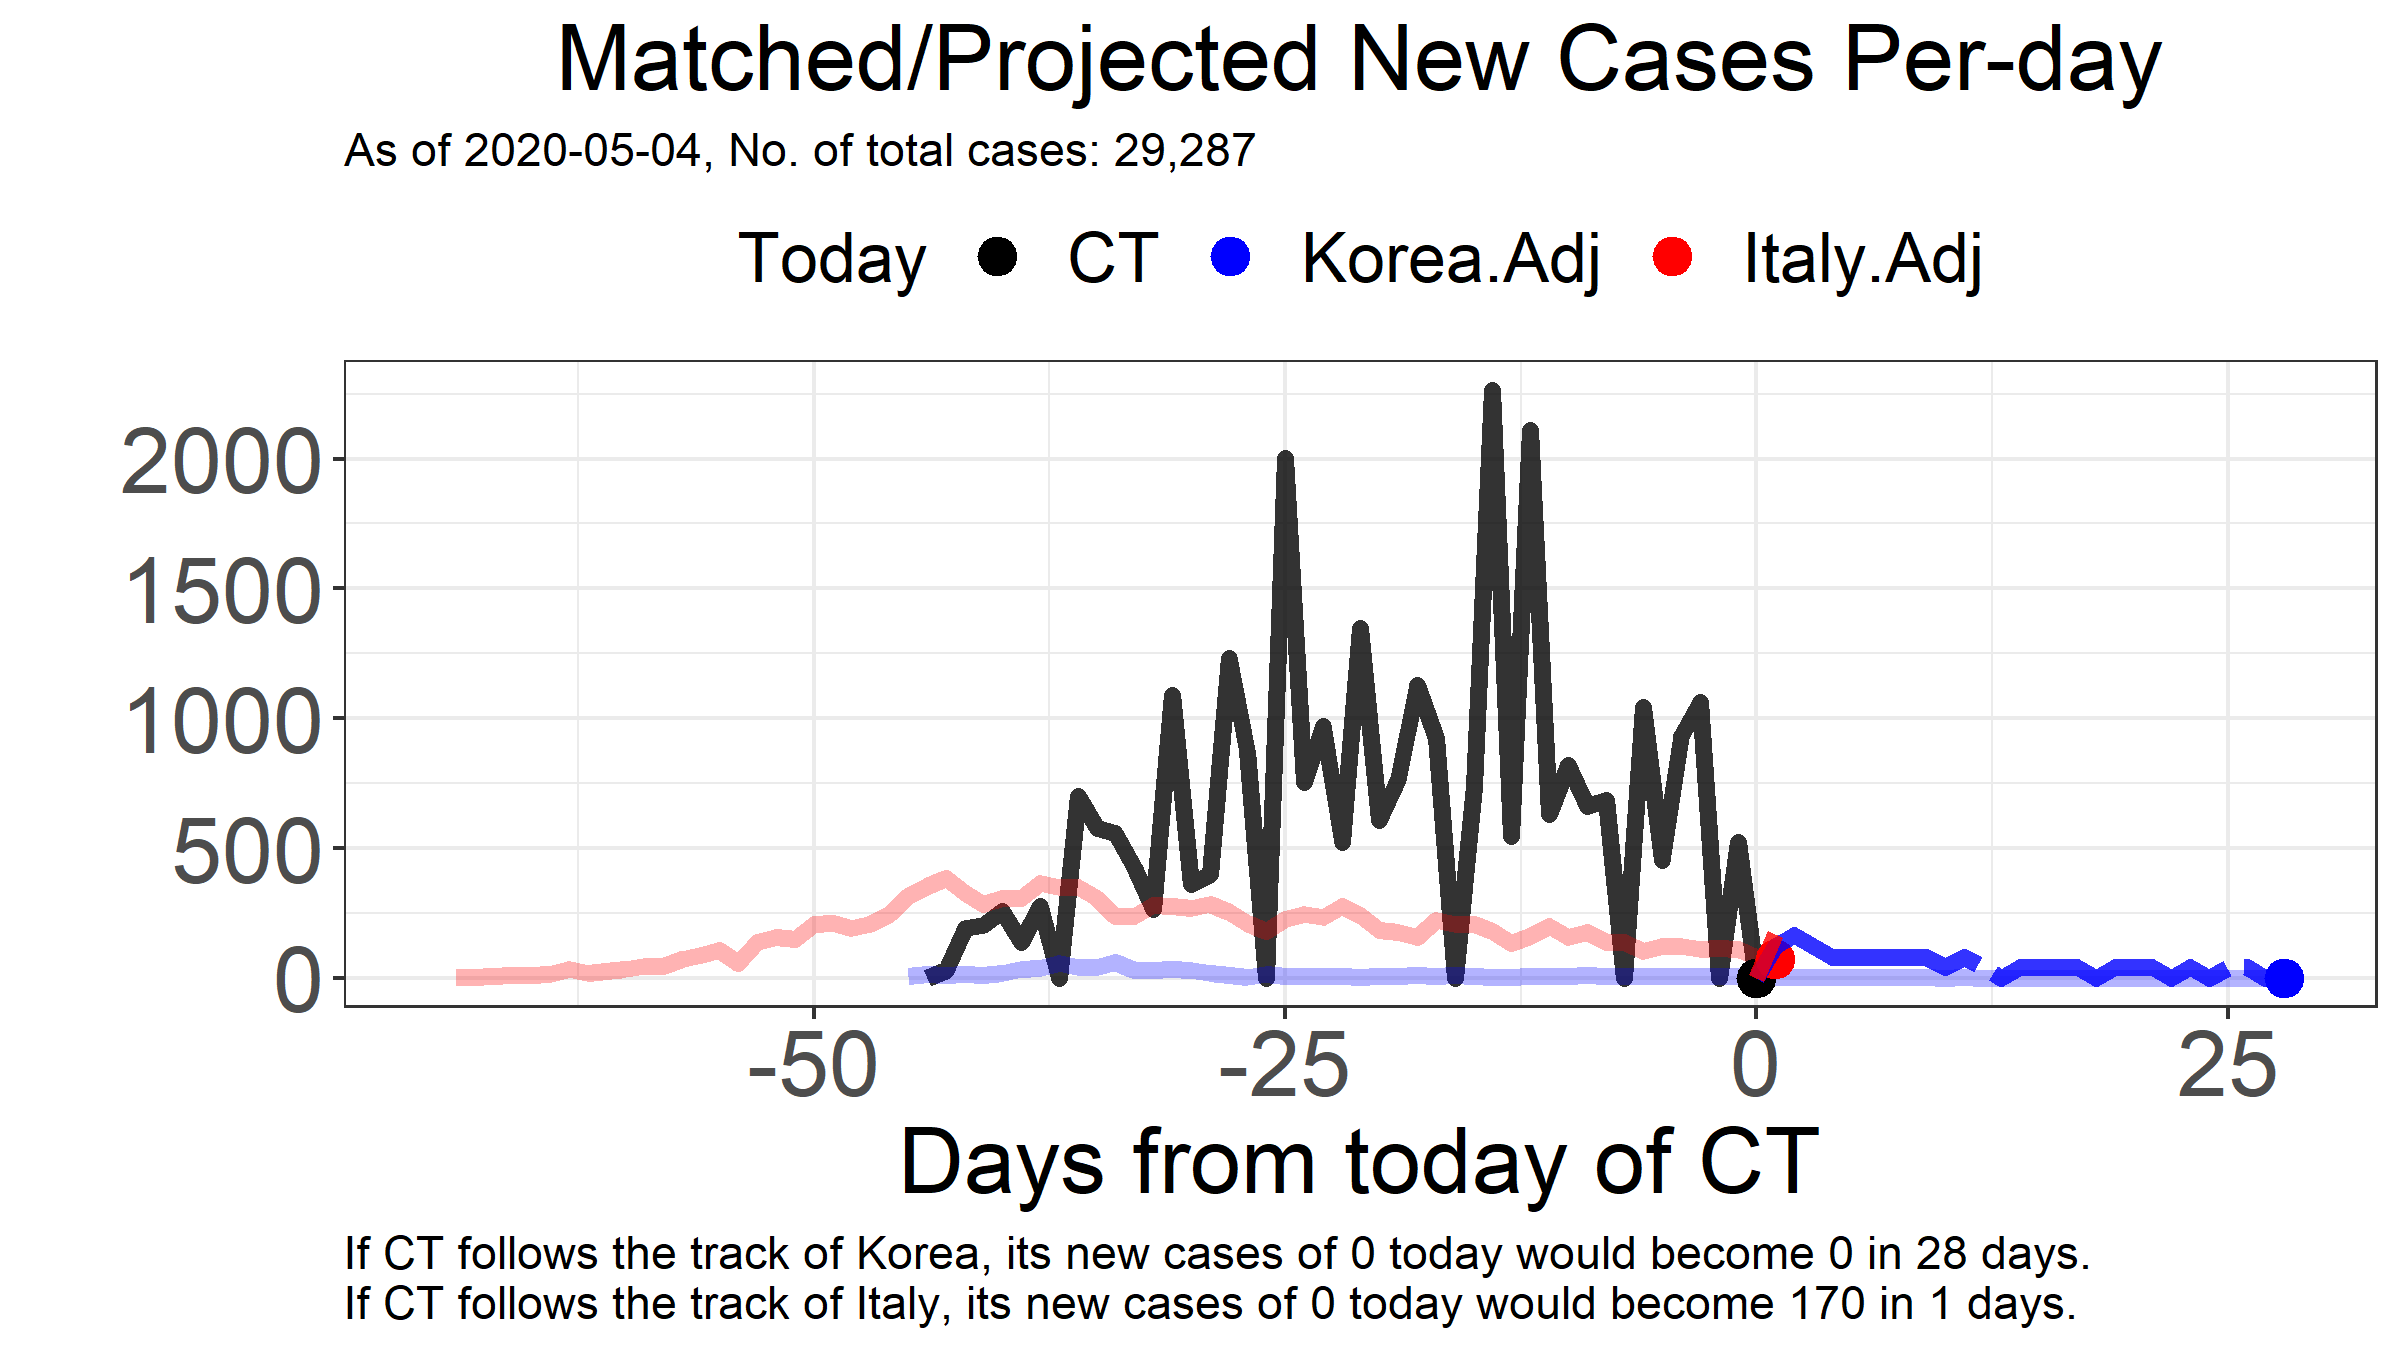 Matched/Projected New Cases Per-day
As of 2020-05-04, No. of total cases: 29,287
Today CT Korea.Adj Italy.Adj
2000
1500
1000
500
0
-50 -25 0 25
Days from today of CT
If CT follows the track of Korea, its new cases of 0 today would become 0 in 28 days.
If CT follows the track of Italy, its new cases of 0 today would become 170 in 1 days.